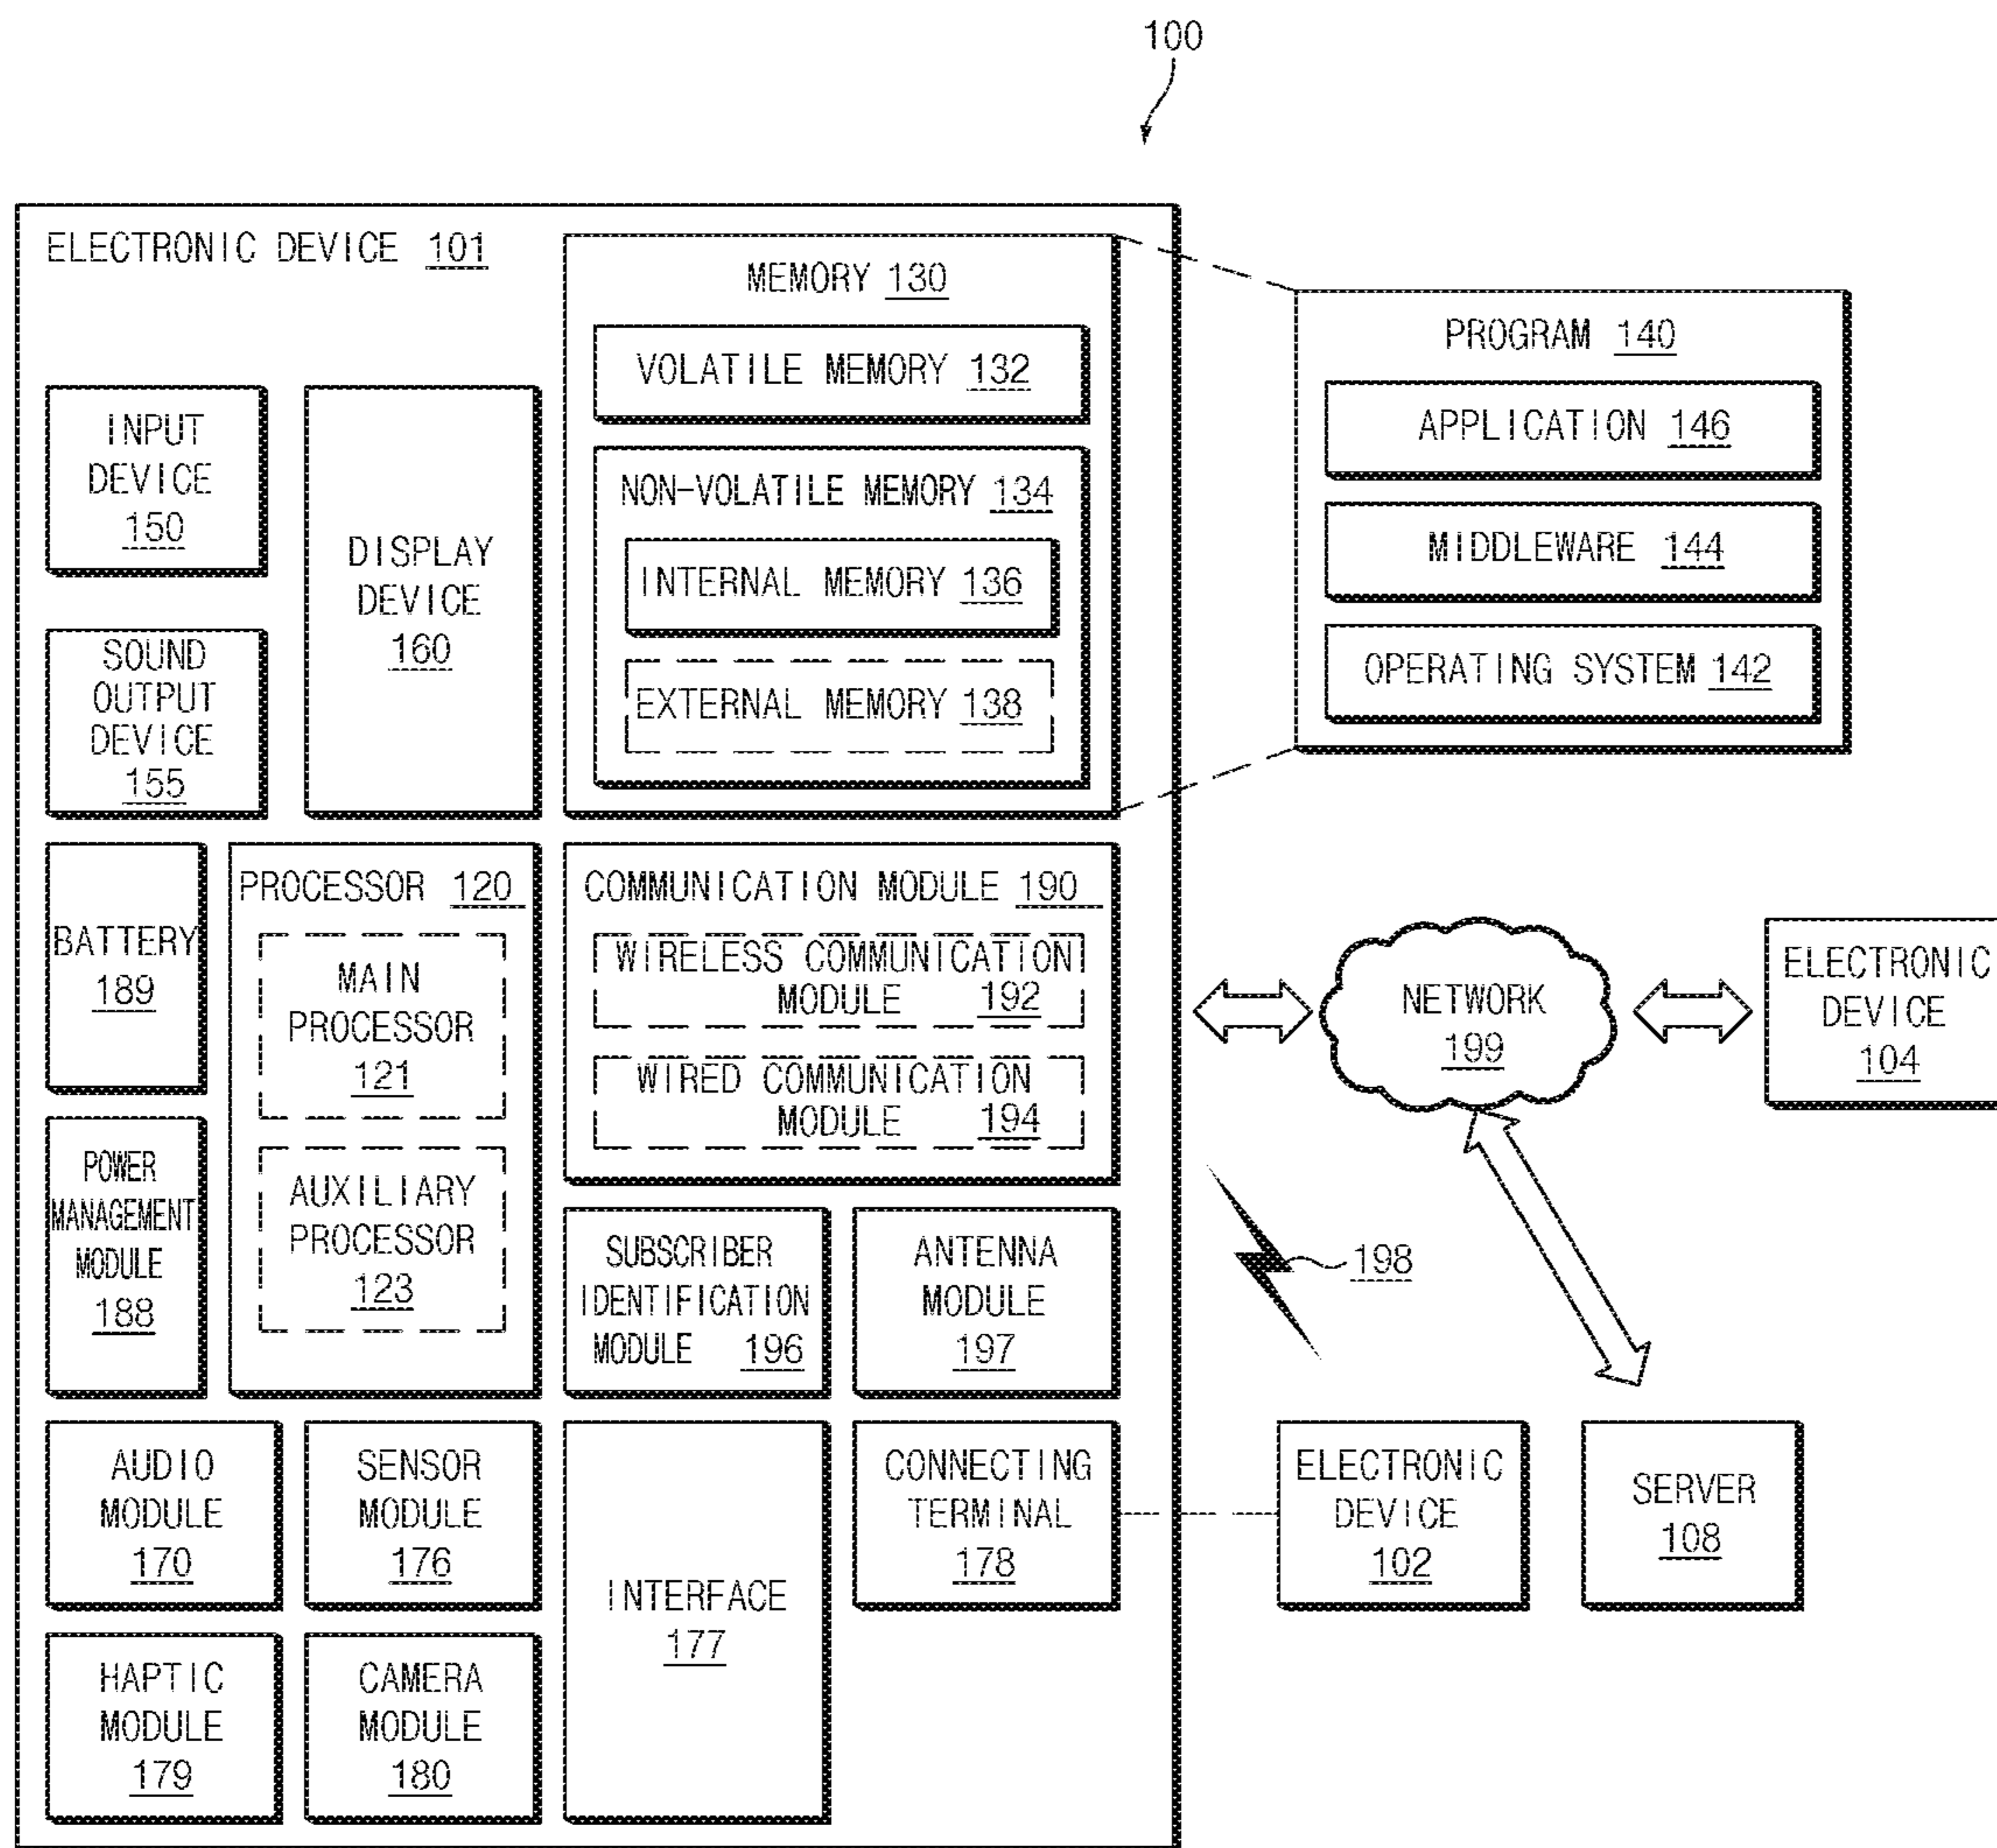 100
ELECTRONIC DEVICE 101
MEMORY 130
VOLATILE MEMORY 132
NON-VOLATILE MEMORY 134
INTERNAL MEMORY 136
EXTERNAL MEMORY 138
PROGRAM 140
APPLICATION 146
MIDDLEWARE 144
OPERATING SYSTEM 142
INPUT
DEVICE
150
DISPLAY
DEVICE
160
SOUND
OUTPUT
DEVICE
155
BATTERY
189
PROCESSOR 120
MAIN
PROCESSOR
121
AUXILIARY
PROCESSOR
123
COMMUNICATION MODULE 190
WIRELESS COMMUNICATION
MODULE 192
WIRED COMMUNICATION
MODULE 194
NETWORK
199
ELECTRONIC
DEVICE
104
POWER
MANAGEMENT
MODULE
188
SUBSCRIBER
IDENTIFICATION
MODULE 196
ANTENNA
MODULE
197
198
AUDIO
MODULE
170
SENSOR
MODULE
176
INTERFACE
177
CONNECTING
TERMINAL
178
ELECTRONIC
DEVICE
102
SERVER
108
HAPTIC
MODULE
179
CAMERA
MODULE
180